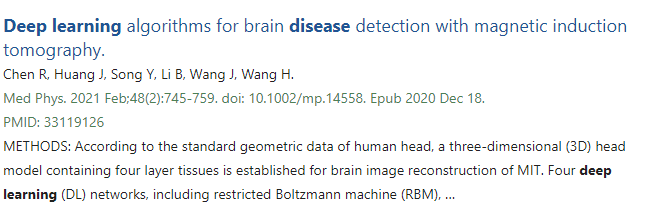 Deep learning algorithms for brain disease detection with magnetic induction
tomography.
Chen R, Huang J, Song Y, Li B, Wang J, Wang H.
Med Phys. 2021 Feb;48(2):745-759. doi: 10.1002/mp.14558. Epub 2020 Dec 18.
PMID: 33119126
METHODS: According to the standard geometric data of human head, a three-dimensional (3D) head
model containing four layer tissues is established for brain image reconstruction of MIT. Four deep
learning (DL) networks, including restricted Boltzmann machine (RBM), ...